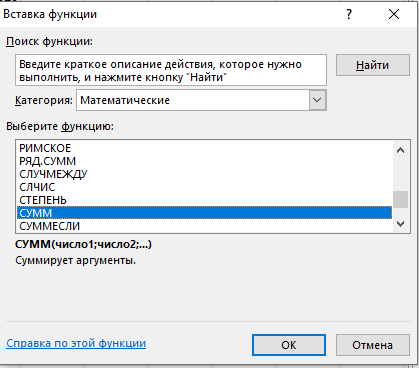 Вставка функции
?
Поиск функции:
Введите краткое описание действия, которое нужно
выполнить, и нажмите кнопку "Найти"
Найти
Категория: Математические
Выберите функцию:
РИМСКОЕ
РЯД.СУММ
СЛУЧМЕЖДУ
СЛЧИС
СТЕПЕНЬ
СУММ
СУММЕСЛИ
СУММ(число1;число2;...)
Суммирует аргументы.
Справка по этой функции
ОК
Отмена